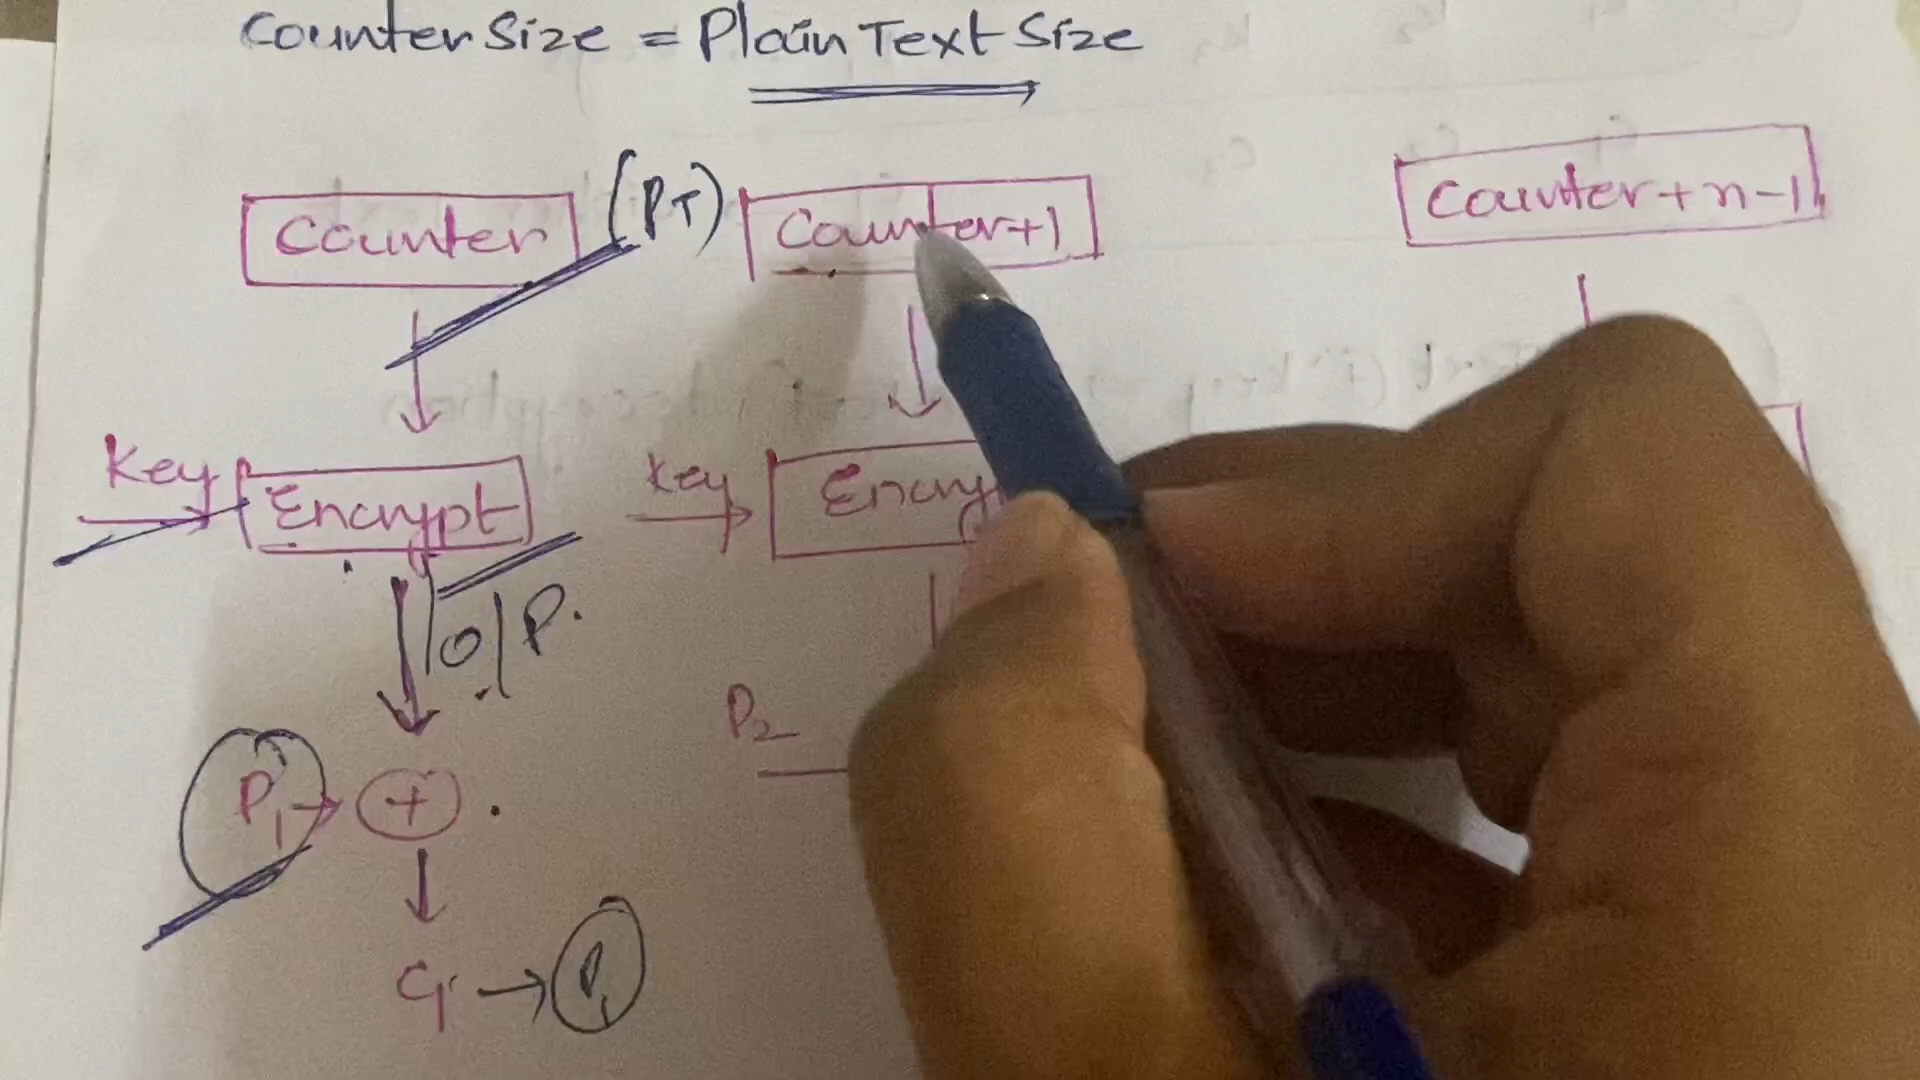 Counter Size = Plain Text Size
Counter (PT) Counter+1 Counter+n-1
Key Encrypt Key
O/P.
P2
P1 +
C1 → P1